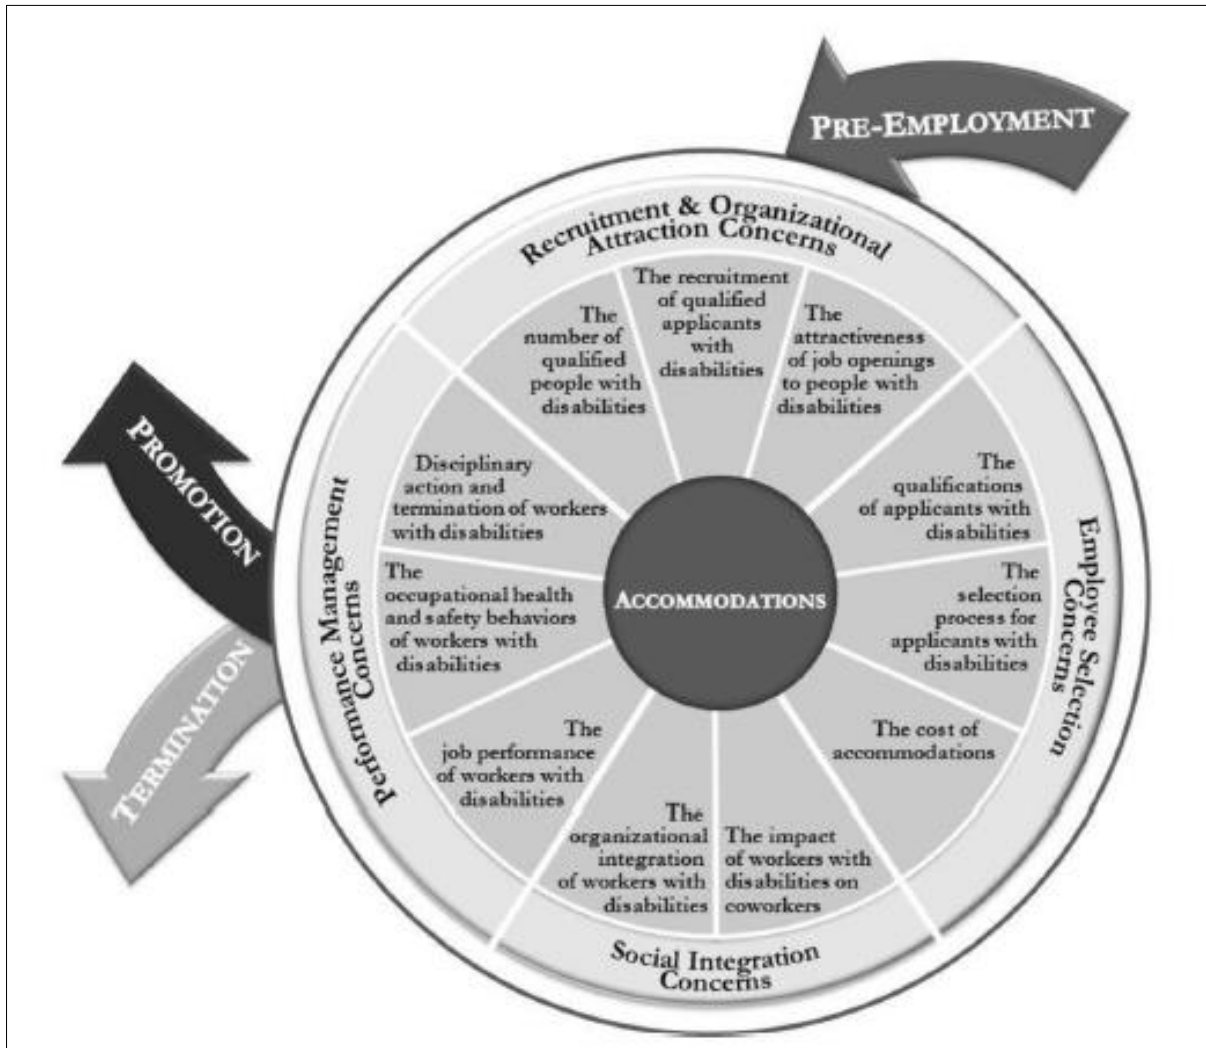 PRE-EMPLOYMENT
Recruitment & Organizational
Attraction Concerns
The
number of
qualified
people with
disabilities
The recruitment
of qualified
applicants
with
disabilities
The
attractiveness
of job openings
to people with
disabilities
Employee Selection
Concerns
The
qualifications
of applicants with
disabilities
The
selection
process for
applicants with
disabilities
The cost of
accommodations
Social Integration
Concerns
The impact
of workers with
disabilities on
coworkers
The
organizational
integration
of workers with
disabilities
Performance Management
Concerns
The
job performance
of workers with
disabilities
The
occupational health
and safety behaviors
of workers with
disabilities
Disciplinary
action and
termination of workers
with disabilities
ACCOMMODATIONS
PROMOTION
TERMINATION